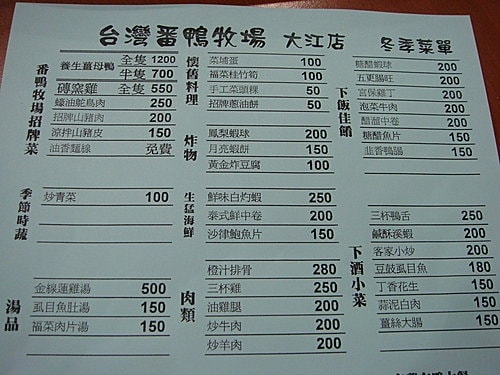 台灣番鴨牧場 大江店 冬季菜單
番鴨牧場招牌菜
養生薑母鴨 全隻 1200
半隻 700
磚窯雞 全隻 550
蠔油鴕鳥肉 250
招牌山豬肉 200
涼拌山豬皮 150
油香麵線 免費
季節時蔬
炒青菜 100
湯品
金線蓮雞湯 500
虱目魚肚湯 150
福菜肉片湯 150
懷舊料理
菜埔蛋 100
福菜桂竹筍 100
手工菜頭粿 50
招牌蔥油餅 50
炸物
鳳梨蝦球 200
月亮蝦餅 150
黃金炸豆腐 100
生猛海鮮
鮮味白灼蝦 250
泰式鮮中卷 200
沙律鮑魚片 150
肉類
橙汁排骨 280
三杯雞 250
油雞腿 200
炒牛肉 200
炒羊肉 200
下飯佳餚
糖醋蝦球 200
五更腸旺 200
宮保雞丁 200
泡菜牛肉 200
醋溜中卷 200
糖醋魚片 150
韭香鴨腸 150
下酒小菜
三杯鴨舌 250
鹹酥溪蝦 200
客家小炒 200
豆鼓虱目魚 180
丁香花生 150
蒜泥白肉 150
薑絲大腸 150